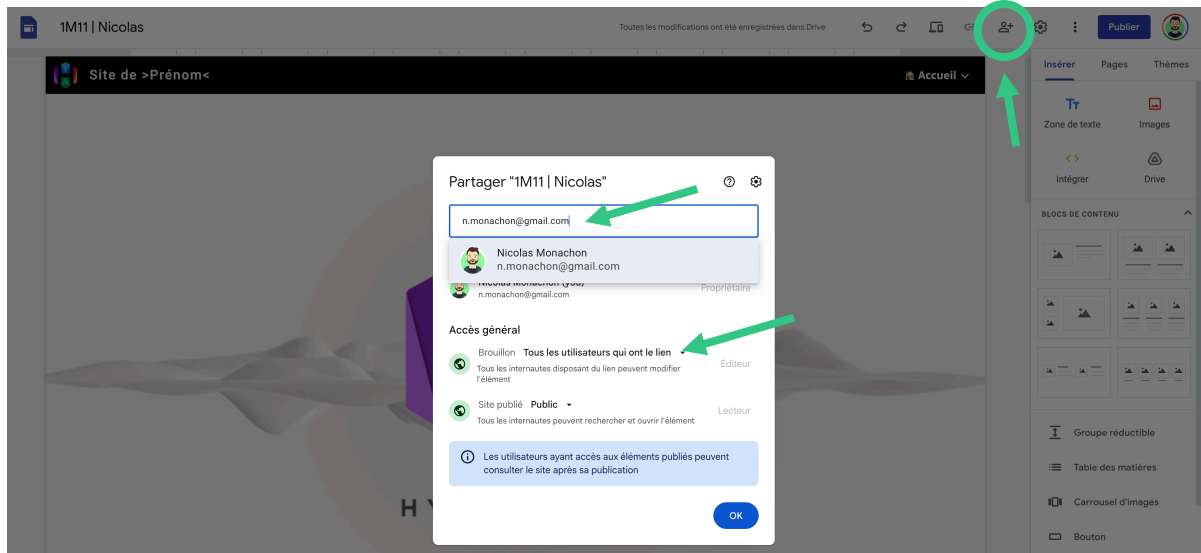 1M11 | Nicolas
Toutes les modifications ont été enregistrées dans Drive
Publier
Site de >Prénom<
Accueil
Insérer Pages Thèmes
Tт
Zone de texte Images
Intégrer Drive
BLOCS DE CONTENU
Partager "1M11 | Nicolas"
n.monachon@gmail.com
Nicolas Monachon
n.monachon@gmail.com
Nicolas Monachon (you)
n.monachon@gmail.com
Propriétaire
Accès général
Brouillon Tous les utilisateurs qui ont le lien
Éditeur
Tous les internautes disposant du lien peuvent modifier
l'élément
Site publié Public
Lecteur
Tous les internautes peuvent rechercher et ouvrir l'élément
Les utilisateurs ayant accès aux éléments publiés peuvent
consulter le site après sa publication
OK
H
Groupe réductible
Table des matières
Carrousel d'images
Bouton